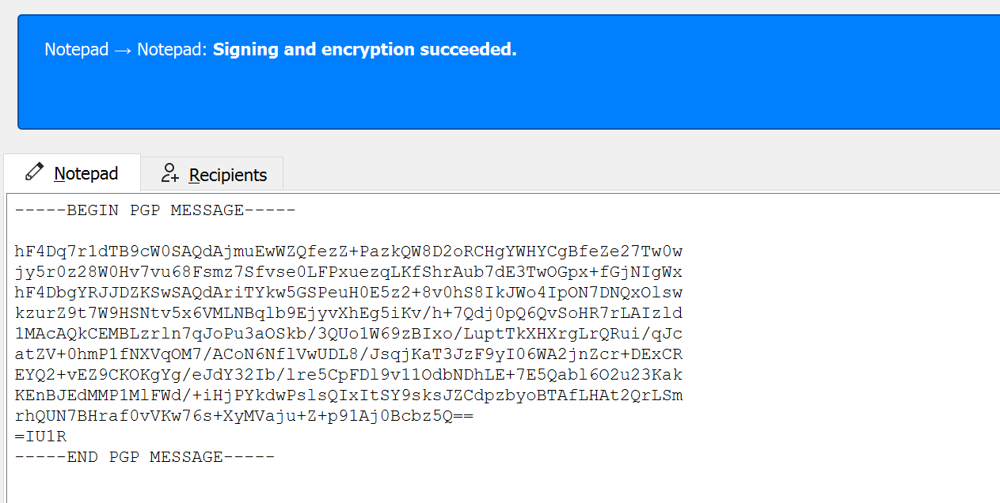 Notepad → Notepad: Signing and encryption succeeded.
Notepad
Recipients
-----BEGIN PGP MESSAGE-----
hF4Dq7r1dTB9cW0SAQdAjmuEwWZQfezZ+PazkQW8D2oRCHgYWHYCgBfeZe27Tw0w
jy5r0z28W0Hv7vu68Fsmz7Sfvse0LFPxuezqLKfShrAub7dE3TwOGpx+fGjNIgWx
hF4DbgYRJJDZKSwSAQdAriTYkw5GSPeuH0E5z2+8v0hS8IkJWo4IpON7DNQxOlsw
kzurZ9t7W9HSNtv5x6VMLNBqlb9EjyvXhEg5iKv/h+7Qdj0pQ6QvSoHR7rLAIzld
1MAcAQkCEMBLzrln7qJoPu3aOSkb/3QUo1W69zBIxo/LuptTkXHXrgLrQRui/qJc
atZV+0hmP1fNXVqOM7/ACoN6NflVwUDL8/JsqjKaT3JzF9yI06WA2jnZcr+DExCR
EYQ2+vEZ9CKOKgYg/eJdY32Ib/lre5CpFDl9v11OdbNDhLE+7E5Qabl6O2u23Kak
KEnBJEdMMP1MlFWd/+iHjPYkdwPslsQIxItSY9sksJZCdpzbyoBTAfLHAt2QrLSm
rhQUN7BHraf0vVKw76s+XyMVaju+Z+p91Aj0Bcbz5Q==
=IU1R
-----END PGP MESSAGE-----